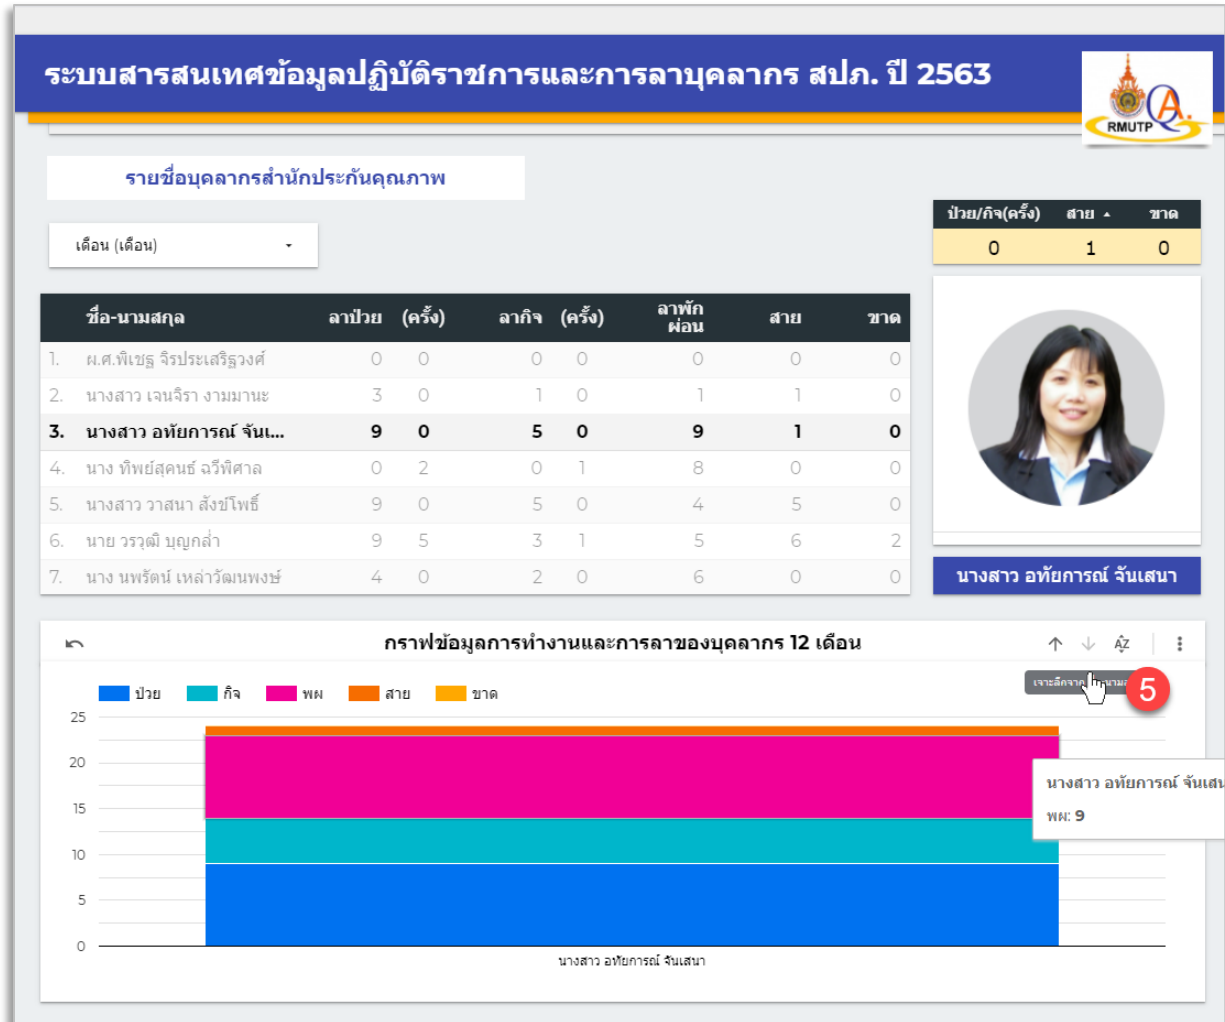 ระบบสารสนเทศข้อมูลปฏิบัติราชการและการลาบุคลากร สปภ. ปี 2563
RMUTP QA.
รายชื่อบุคลากรสำนักประกันคุณภาพ
เดือน (เดือน)
ป่วย/กิจ(ครั้ง) สาย ขาด
0 1 0
ชื่อ-นามสกุล ลาป่วย (ครั้ง) ลากิจ (ครั้ง) ลาพักผ่อน สาย ขาด
1. ผ.ศ.พิเชฐ จิรประเสริฐวงศ์ 0 0 0 0 0 0 0
2. นางสาว เจนจิรา งามมานะ 3 0 1 0 1 1 0
3. นางสาว อทัยการณ์ จันเ... 9 0 5 0 9 1 0
4. นาง ทิพย์สุคนธ์ ฉวีพิศาล 0 2 0 1 8 0 0
5. นางสาว วาสนา สังข์โพธิ์ 9 0 5 0 4 5 0
6. นาย วรวุฒิ บุญกล่ำ 9 5 3 1 5 6 2
7. นาง นพรัตน์ เหล่าวัฒนพงษ์ 4 0 2 0 6 0 0
นางสาว อทัยการณ์ จันเสนา
กราฟข้อมูลการทำงานและการลาของบุคลากร 12 เดือน
AZ
เจาะลึกจาก
5
ป่วย กิจ พผ สาย ขาด
25
20
15
10
5
0
นางสาว อทัยการณ์ จันเสน
พผ: 9
นางสาว อทัยการณ์ จันเสนา